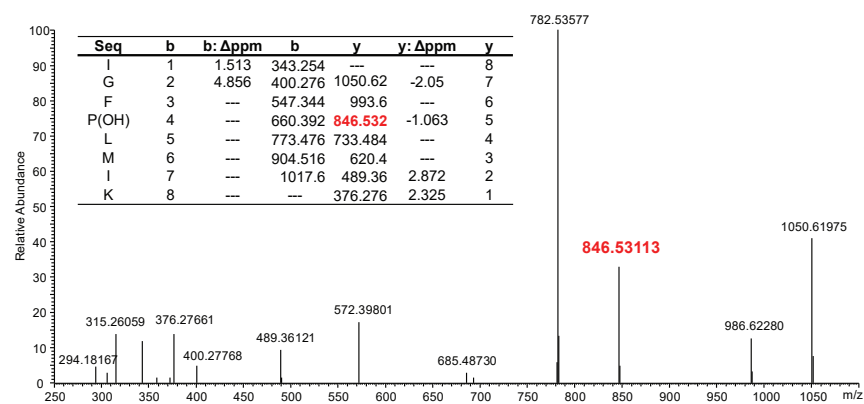 782.53577
100
90
80
70
60
50
40
30
20
10
0
Relative Abundance
Seq b b: Δppm b y y: Δppm y
I 1 1.513 343.254 --- --- 8
G 2 4.856 400.276 1050.62 -2.05 7
F 3 --- 547.344 993.6 --- 6
P(OH) 4 --- 660.392 846.532 -1.063 5
L 5 --- 773.476 733.484 --- 4
M 6 --- 904.516 620.4 --- 3
I 7 --- 1017.6 489.36 2.872 2
K 8 --- --- 376.276 2.325 1
846.53113
1050.61975
315.26059
376.27661
572.39801
489.36121
294.18167
400.27768
685.48730
986.62280
250 300 350 400 450 500 550 600 650 700 750 800 850 900 950 1000 1050 m/z